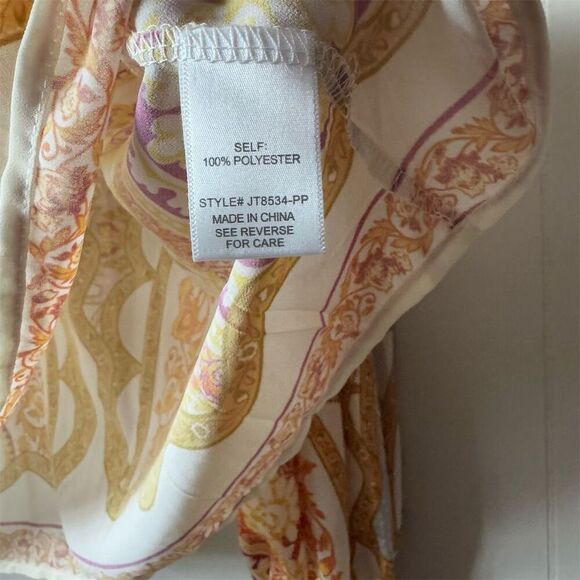 SELF:
100% POLYESTER
STYLE# JT8534-PP
MADE IN CHINA
SEE REVERSE
FOR CARE